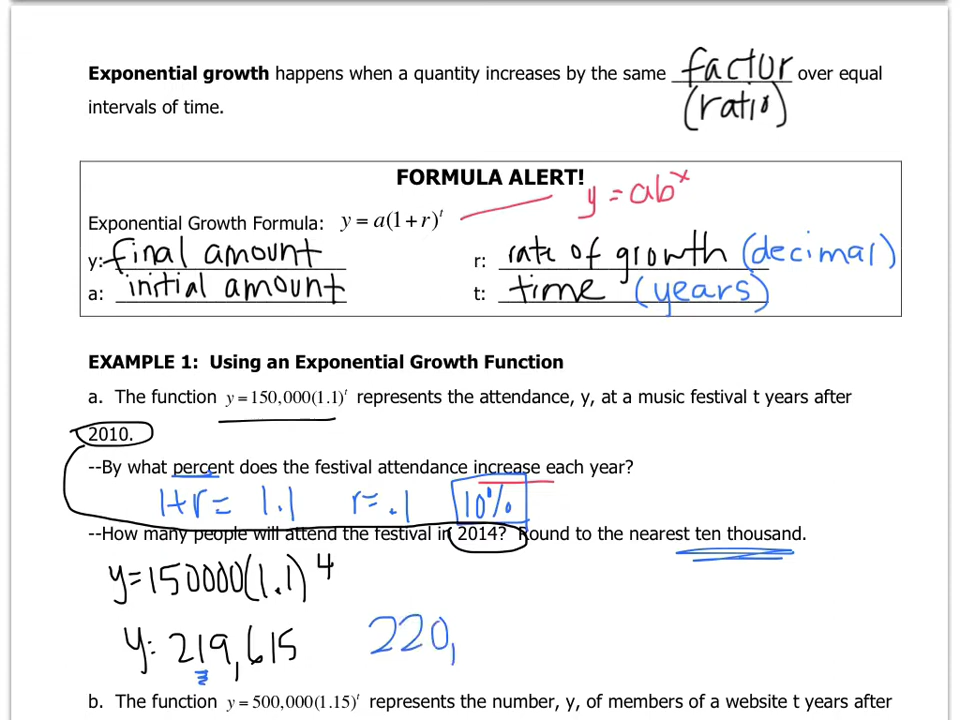 Exponential growth happens when a quantity increases by the same factor over equal
(ratio)
intervals of time.
FORMULA ALERT!
y = ab^x
Exponential Growth Formula: y = a(1 + r)^t
y: final amount r: rate of growth (decimal)
a: initial amount t: time (years)
EXAMPLE 1: Using an Exponential Growth Function
a. The function y = 150,000(1.1)^t represents the attendance, y, at a music festival t years after
2010.
--By what percent does the festival attendance increase each year?
1+r = 1.1 r = .1 10%
--How many people will attend the festival in 2014? Round to the nearest ten thousand.
y=150000(1.1)^4
y: 219,615 220,
b. The function y = 500,000(1.15)^t represents the number, y, of members of a website t years after